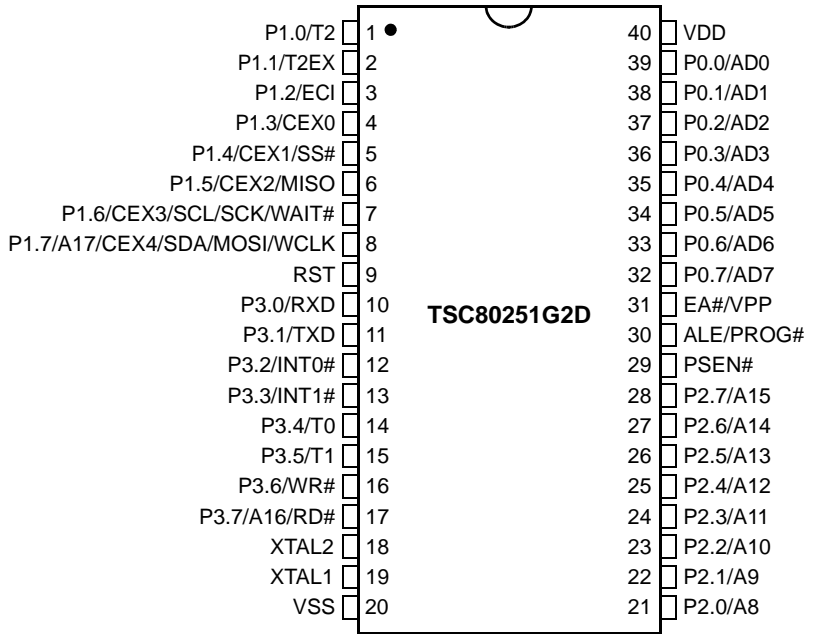 P1.0/T2 1 40 VDD
P1.1/T2EX 2 39 P0.0/AD0
P1.2/ECI 3 38 P0.1/AD1
P1.3/CEX0 4 37 P0.2/AD2
P1.4/CEX1/SS# 5 36 P0.3/AD3
P1.5/CEX2/MISO 6 35 P0.4/AD4
P1.6/CEX3/SCL/SCK/WAIT# 7 34 P0.5/AD5
P1.7/A17/CEX4/SDA/MOSI/WCLK 8 33 P0.6/AD6
RST 9 32 P0.7/AD7
P3.0/RXD 10 31 EA#/VPP
TSC80251G2D
P3.1/TXD 11 30 ALE/PROG#
P3.2/INT0# 12 29 PSEN#
P3.3/INT1# 13 28 P2.7/A15
P3.4/T0 14 27 P2.6/A14
P3.5/T1 15 26 P2.5/A13
P3.6/WR# 16 25 P2.4/A12
P3.7/A16/RD# 17 24 P2.3/A11
XTAL2 18 23 P2.2/A10
XTAL1 19 22 P2.1/A9
VSS 20 21 P2.0/A8